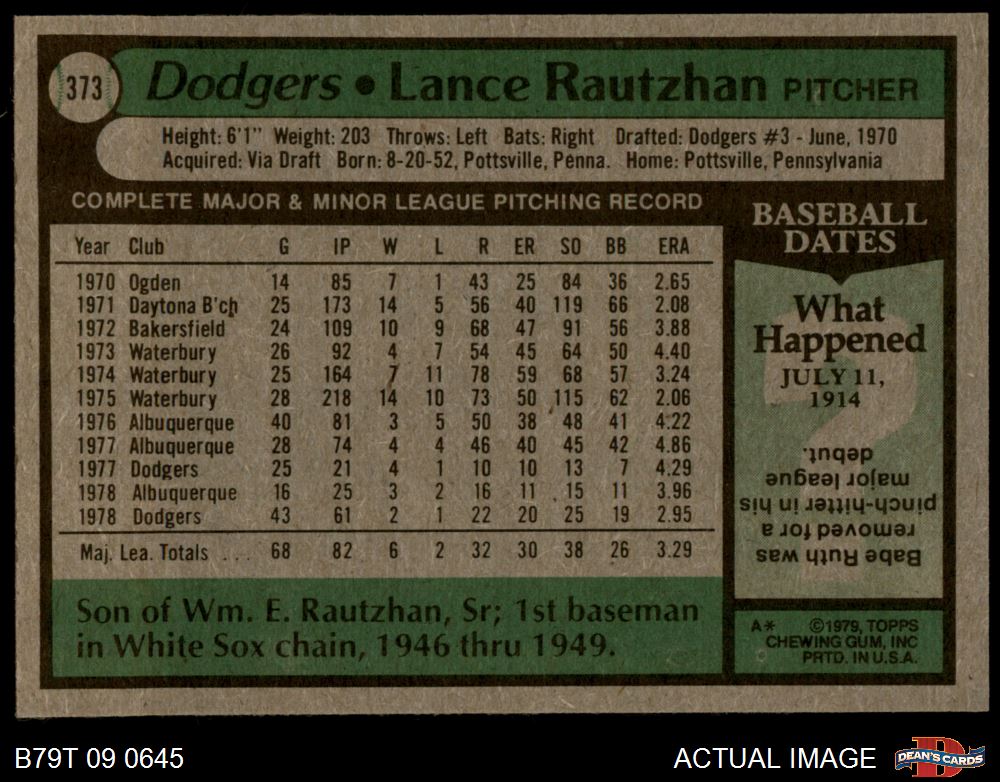 373 Dodgers • Lance Rautzhan PITCHER
Height: 6'1" Weight: 203 Throws: Left Bats: Right Drafted: Dodgers #3 - June, 1970
Acquired: Via Draft Born: 8-20-52, Pottsville, Penna. Home: Pottsville, Pennsylvania
COMPLETE MAJOR & MINOR LEAGUE PITCHING RECORD
Year Club G IP W L R ER SO BB ERA
1970 Ogden 14 85 7 1 43 25 84 36 2.65
1971 Daytona B'ch 25 173 14 5 56 40 119 66 2.08
1972 Bakersfield 24 109 10 9 68 47 91 56 3.88
1973 Waterbury 26 92 4 7 54 45 64 50 4.40
1974 Waterbury 25 164 7 11 78 59 68 57 3.24
1975 Waterbury 28 218 14 10 73 50 115 62 2.06
1976 Albuquerque 40 81 3 5 50 38 48 41 4.22
1977 Albuquerque 28 74 4 4 46 40 45 42 4.86
1977 Dodgers 25 21 4 1 10 10 13 7 4.29
1978 Albuquerque 16 25 3 2 16 11 15 11 3.96
1978 Dodgers 43 61 2 1 22 20 25 19 2.95
Maj. Lea. Totals . . . 68 82 6 2 32 30 38 26 3.29
Son of Wm. E. Rautzhan, Sr; 1st baseman
in White Sox chain, 1946 thru 1949.
BASEBALL
DATES
What
Happened
JULY 11,
1914
Babe Ruth was
removed for a
pinch-hitter in his
major league
debut.
A* ©1979, TOPPS
CHEWING GUM, INC
PRTD. IN U.S.A.
B79T 09 0645
ACTUAL IMAGE
D
DEAN'S CARDS